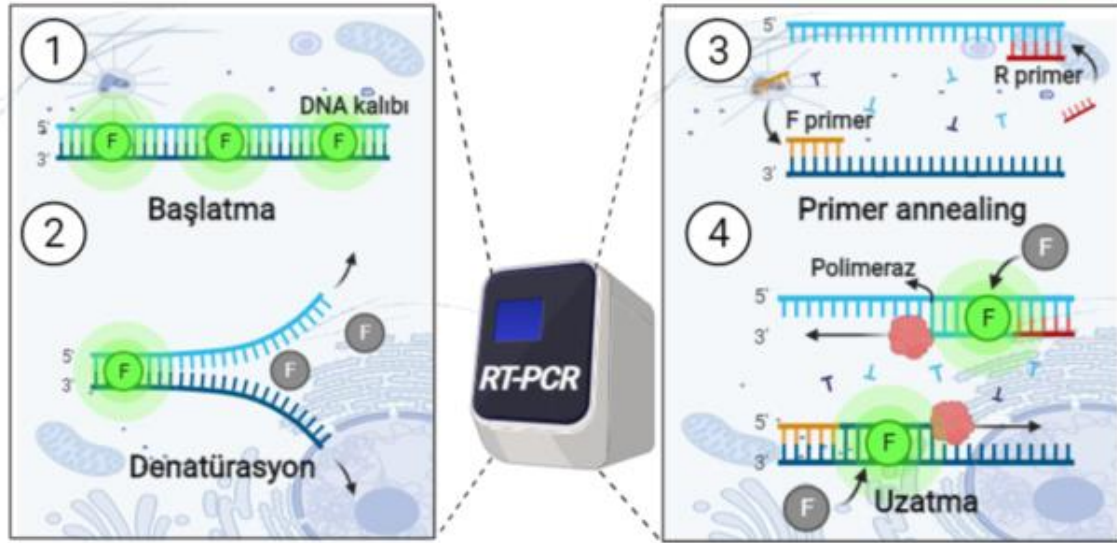 1
DNA kalıbı
5'
F F F
3'
Başlatma
2
F
F
5'
F
3'
Denatürasyon
RT-PCR
3
5'
R primer
F primer
3'
Primer annealing
4
F
Polimeraz
5'
F
3'
5'
F
3'
F
Uzatma